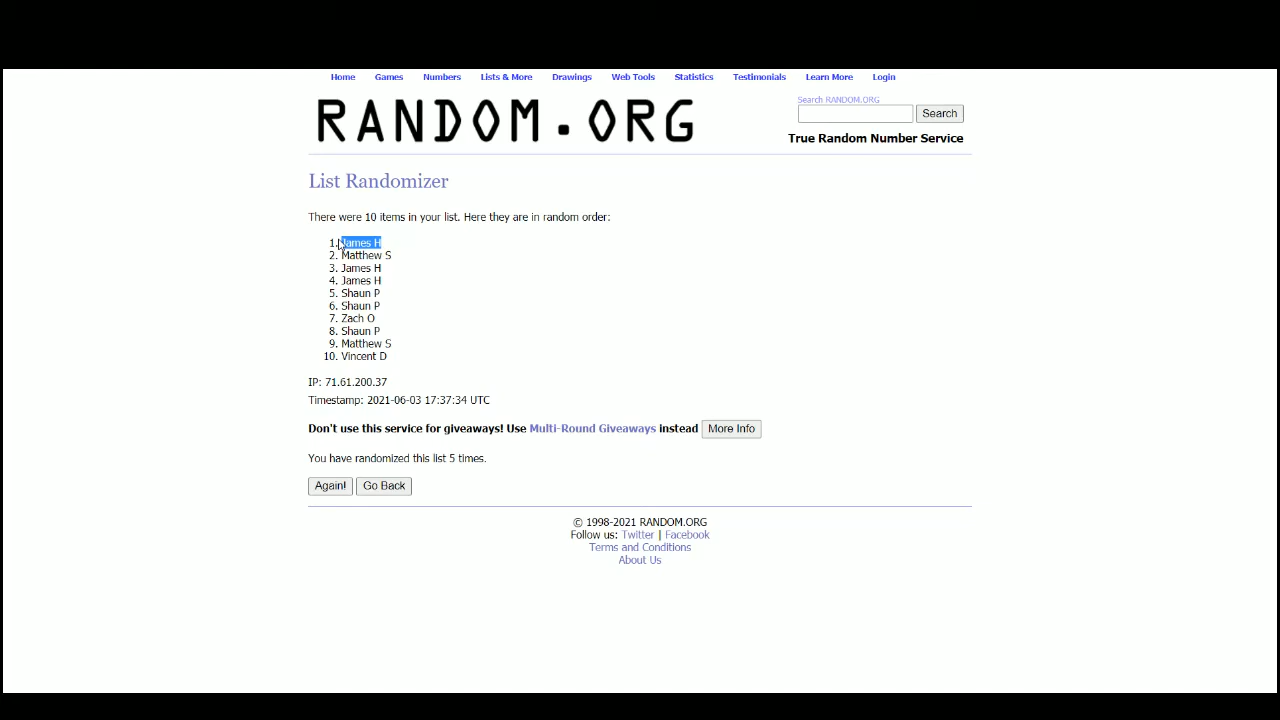 Home Games Numbers Lists & More Drawings Web Tools Statistics Testimonials Learn More Login
RANDOM.ORG
Search RANDOM.ORG
Search
True Random Number Service
List Randomizer
There were 10 items in your list. Here they are in random order:
1. James H
2. Matthew S
3. James H
4. James H
5. Shaun P
6. Shaun P
7. Zach O
8. Shaun P
9. Matthew S
10. Vincent D
IP: 71.61.200.37
Timestamp: 2021-06-03 17:37:34 UTC
Don't use this service for giveaways! Use Multi-Round Giveaways instead More Info
You have randomized this list 5 times.
Again! Go Back
© 1998-2021 RANDOM.ORG
Follow us: Twitter | Facebook
Terms and Conditions
About Us